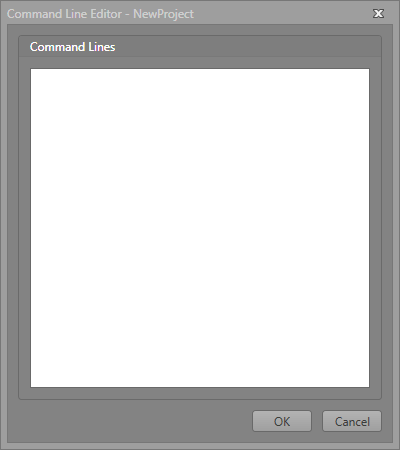 Command Line Editor - NewProject
Command Lines
OK
Cancel